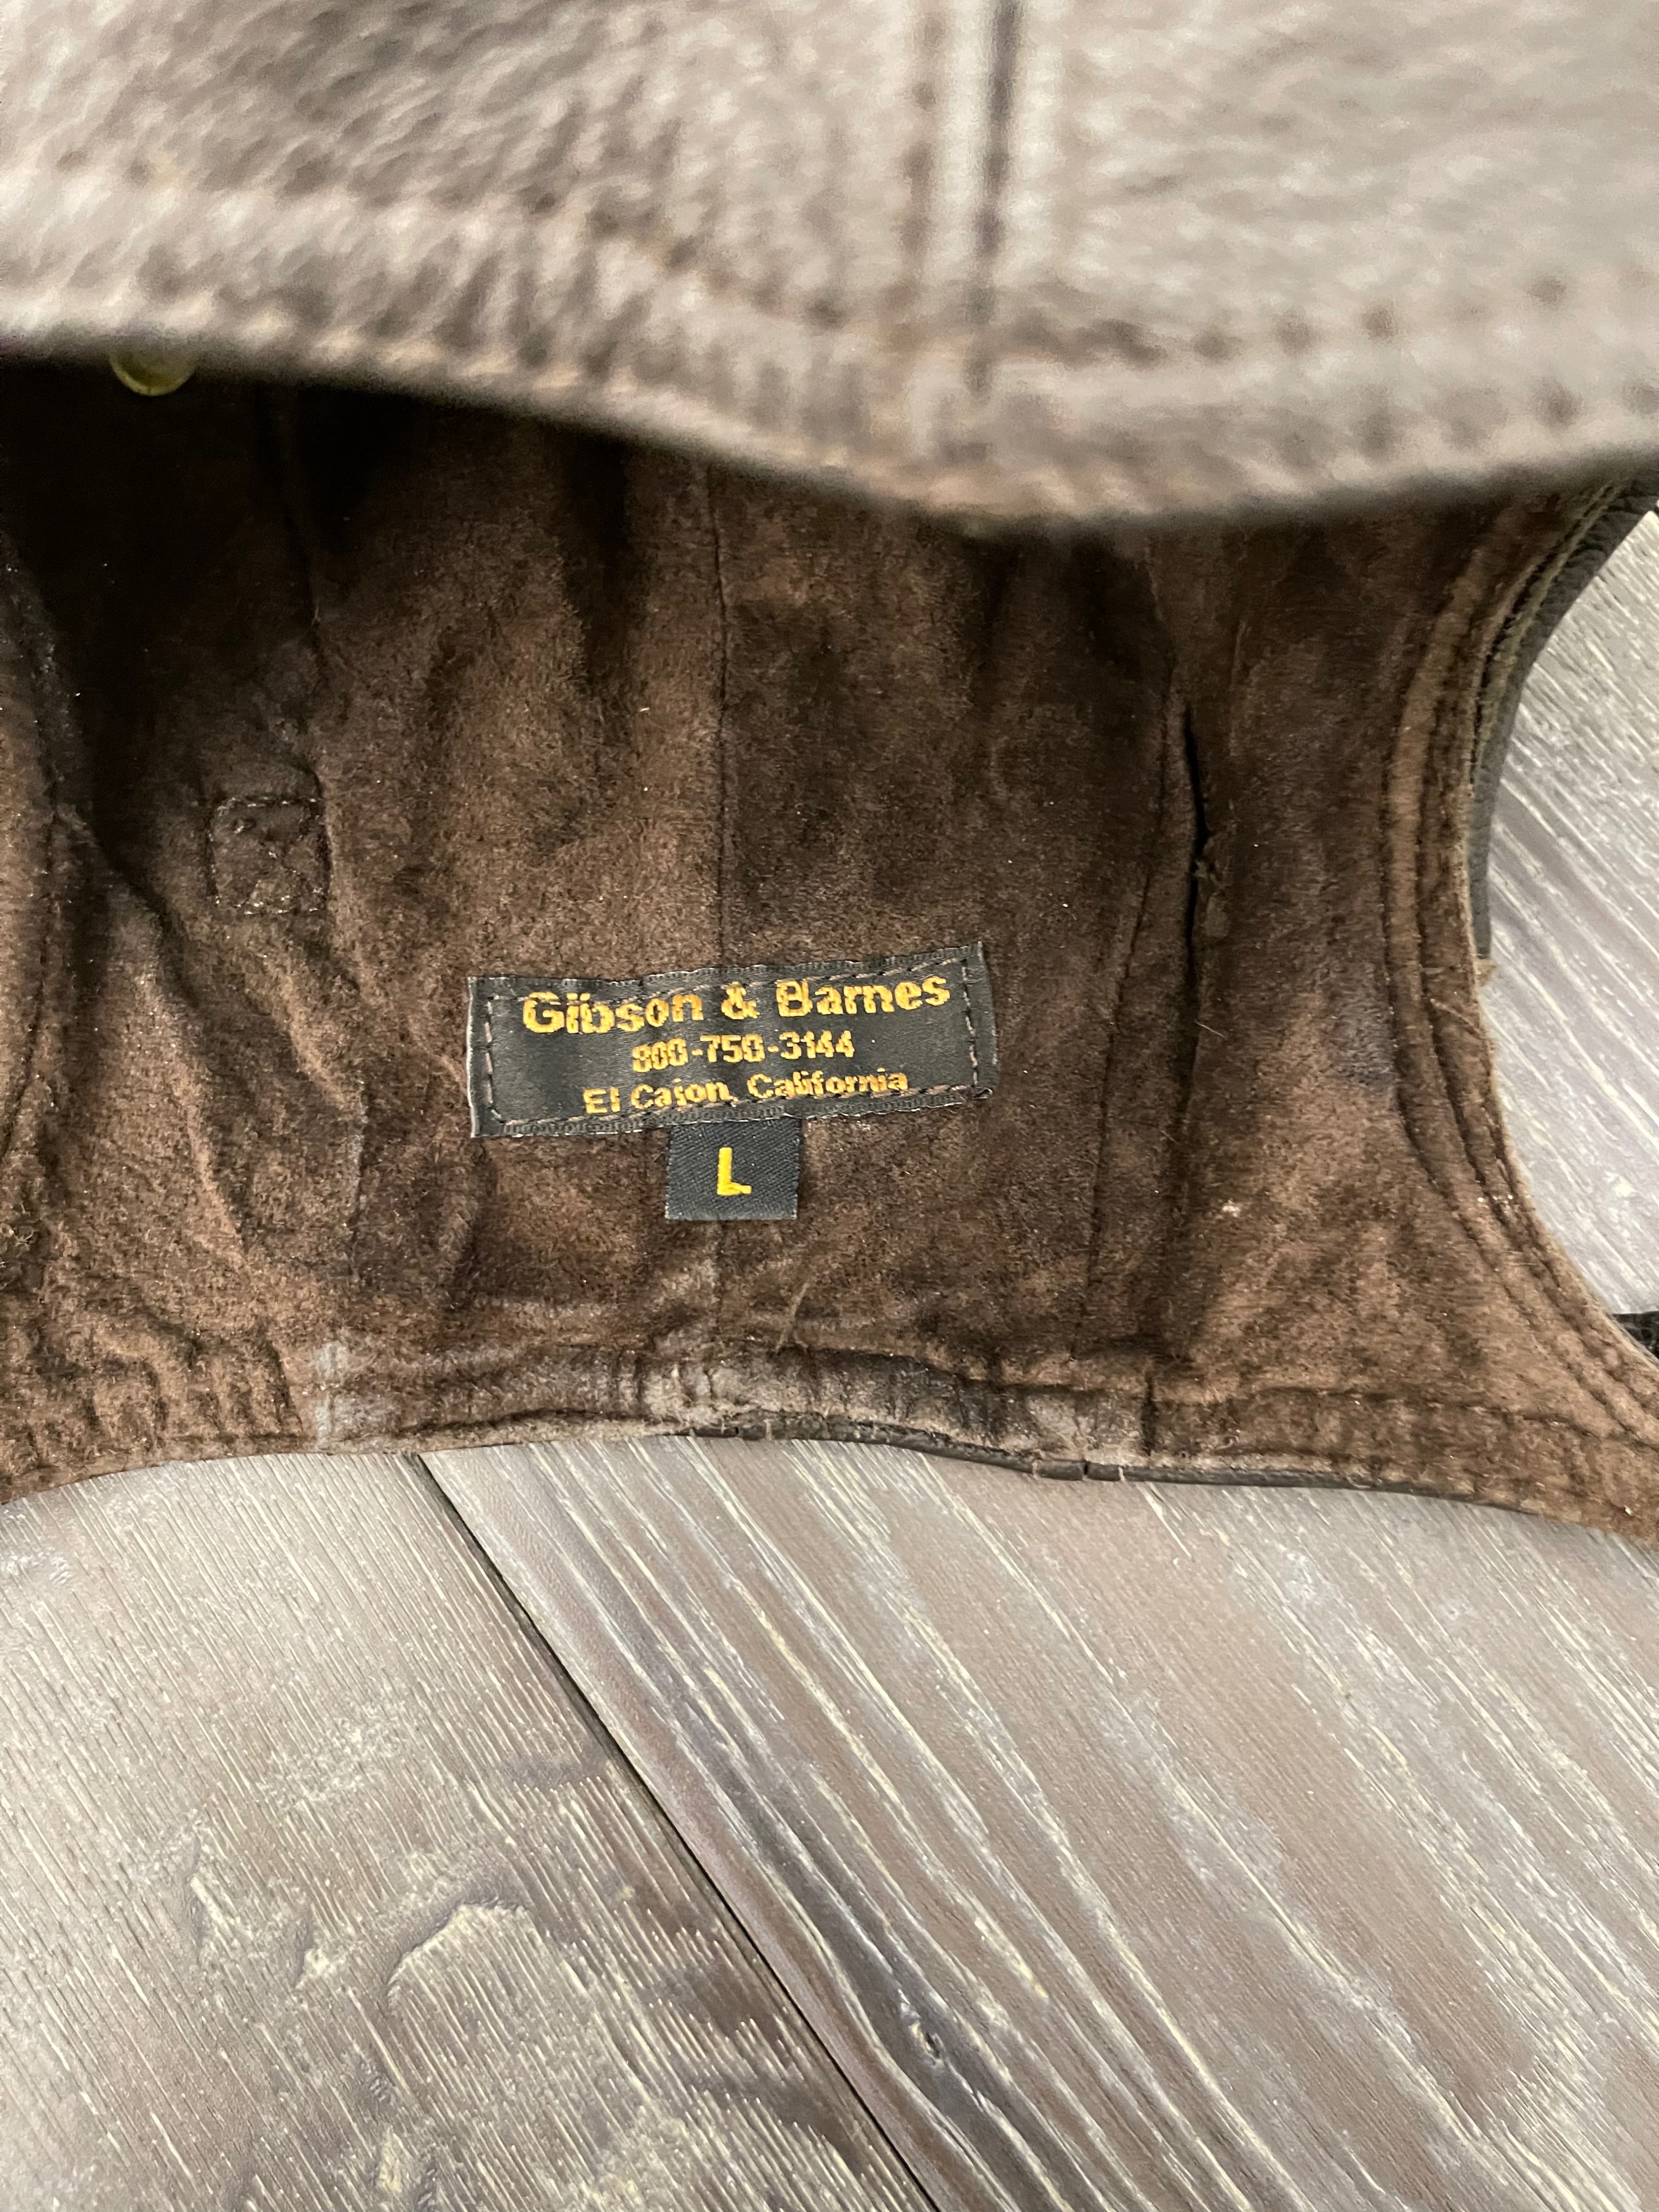 Gibson & Barnes
800-750-3144
El Cajon, California
L